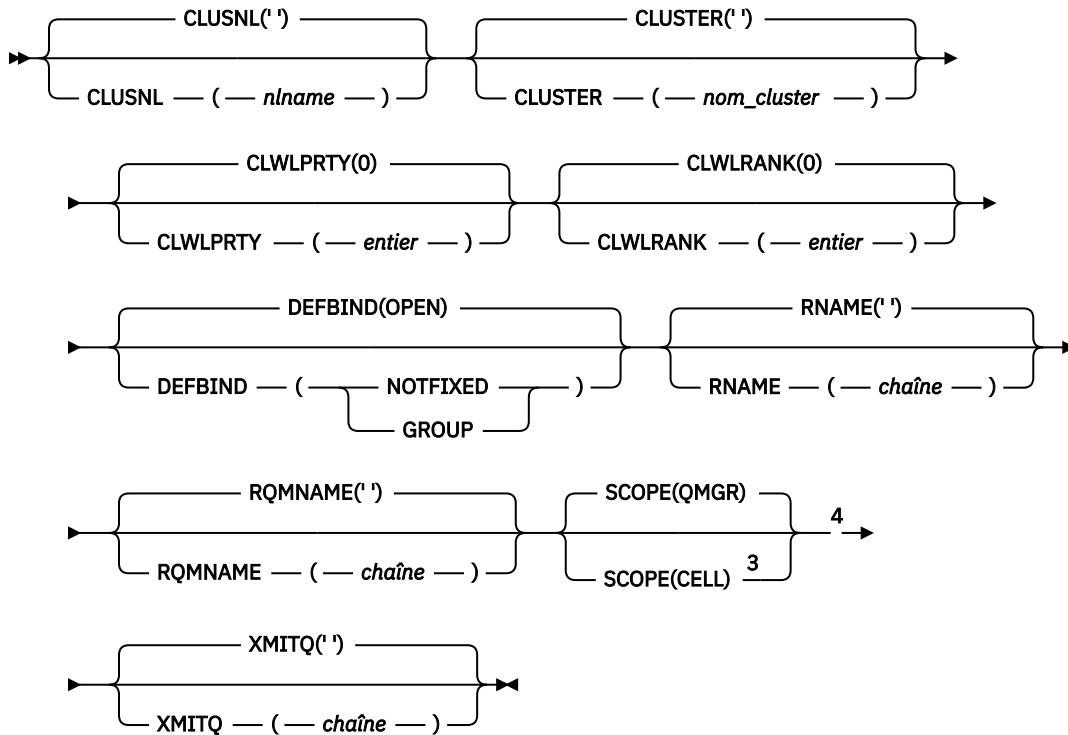 CLUSNL(' ') CLUSTER(' ')
CLUSNL ( nlname ) CLUSTER ( nom_cluster )
CLWLPRTY(0) CLWLRANK(0)
CLWLPRTY ( entier ) CLWLRANK ( entier )
DEFBIND(OPEN) RNAME(' ')
DEFBIND ( NOTFIXED ) RNAME ( chaîne )
GROUP
RQMNAME(' ') SCOPE(QMGR)
4
RQMNAME ( chaîne ) SCOPE(CELL) 3
XMITQ(' ')
XMITQ ( chaîne )